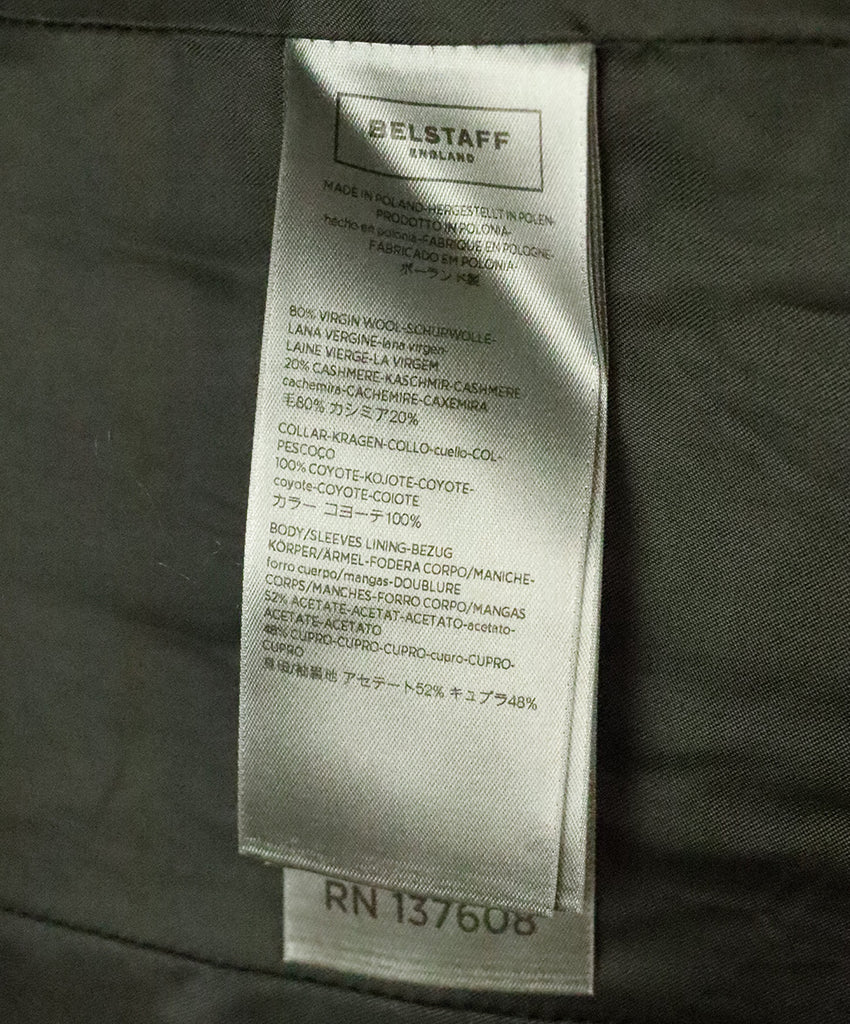 BELSTAFF
ENGLAND
MADE IN POLAND-HERGESTELLT IN POLEN-
PRODOTTO IN POLONIA-
hecho en polonia-FABRIQUE EN POLOGNE-
FABRICADO EM POLONIA-
ポーランド製
80% VIRGIN WOOL-SCHURWOLLE-
LANA VERGINE-lana virgen-
LAINE VIERGE-LA VIRGEM
20% CASHMERE-KASCHMIR-CASHMERE-
cachemira-CACHEMIRE-CAXEMIRA
毛80% カシミア20%
COLLAR-KRAGEN-COLLO-cuello-COL-
PESCOÇO
100% COYOTE-KOJOTE-COYOTE-
coyote-COYOTE-COIOTE
カラー コヨーテ100%
BODY/SLEEVES LINING-BEZUG
KÖRPER/ÄRMEL-FODERA CORPO/MANICHE-
forro cuerpo/mangas-DOUBLURE
CORPS/MANCHES-FORRO CORPO/MANGAS
52% ACETATE-ACETAT-ACETATO-acetato-
ACETATE-ACETATO
48% CUPRO-CUPRO-CUPRO-cupro-CUPRO-
CUPRO
身頃/袖裏地 アセテート52% キュプラ48%
RN 137608